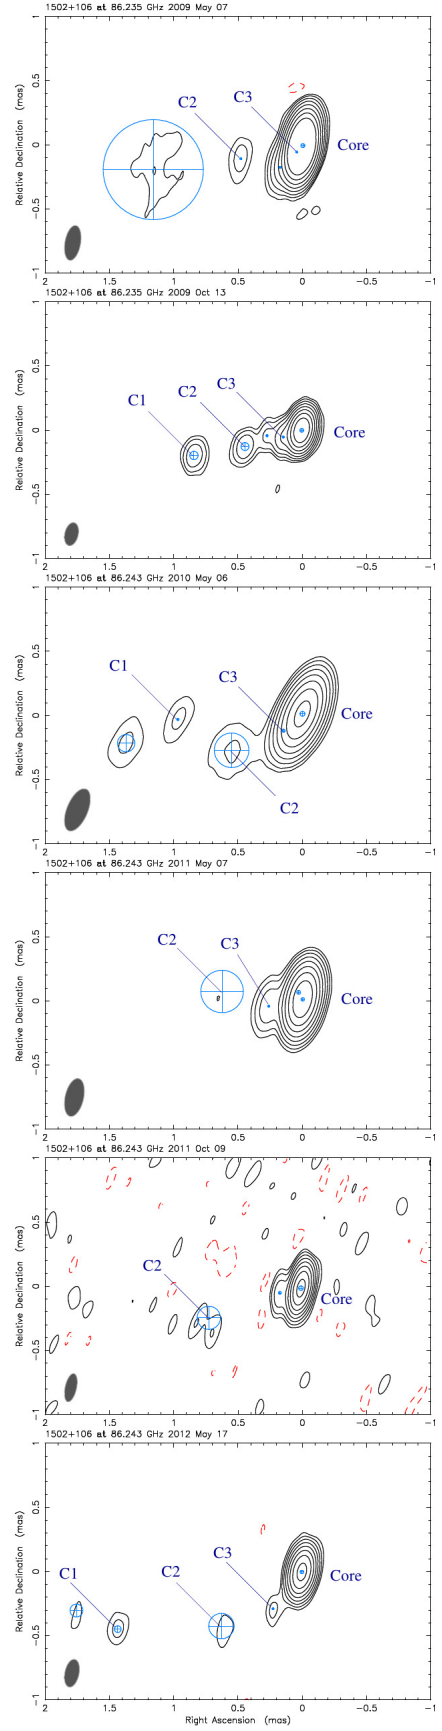 1502+106 at 86.235 GHz 2009 May 07
C2
C3
Core
Relative Declination (mas)
0.5
0
−0.5
−1
2
1.5
1
0.5
0
−0.5
−1
1502+106 at 86.235 GHz 2009 Oct 13
C1
C2
C3
Core
Relative Declination (mas)
0.5
0
−0.5
−1
2
1.5
1
0.5
0
−0.5
−1
1502+106 at 86.243 GHz 2010 May 06
C1
C3
Core
C2
Relative Declination (mas)
0.5
0
−0.5
−1
2
1.5
1
0.5
0
−0.5
−1
1502+106 at 86.243 GHz 2011 May 07
C2
C3
Core
Relative Declination (mas)
0.5
0
−0.5
−1
2
1.5
1
0.5
0
−0.5
−1
1502+106 at 86.243 GHz 2011 Oct 09
C2
Core
Relative Declination (mas)
0.5
0
−0.5
−1
2
1.5
1
0.5
0
−0.5
−1
1502+106 at 86.243 GHz 2012 May 17
C1
C2
C3
Core
Relative Declination (mas)
0.5
0
−0.5
−1
2
1.5
1
0.5
0
−0.5
−1
Right Ascension (mas)